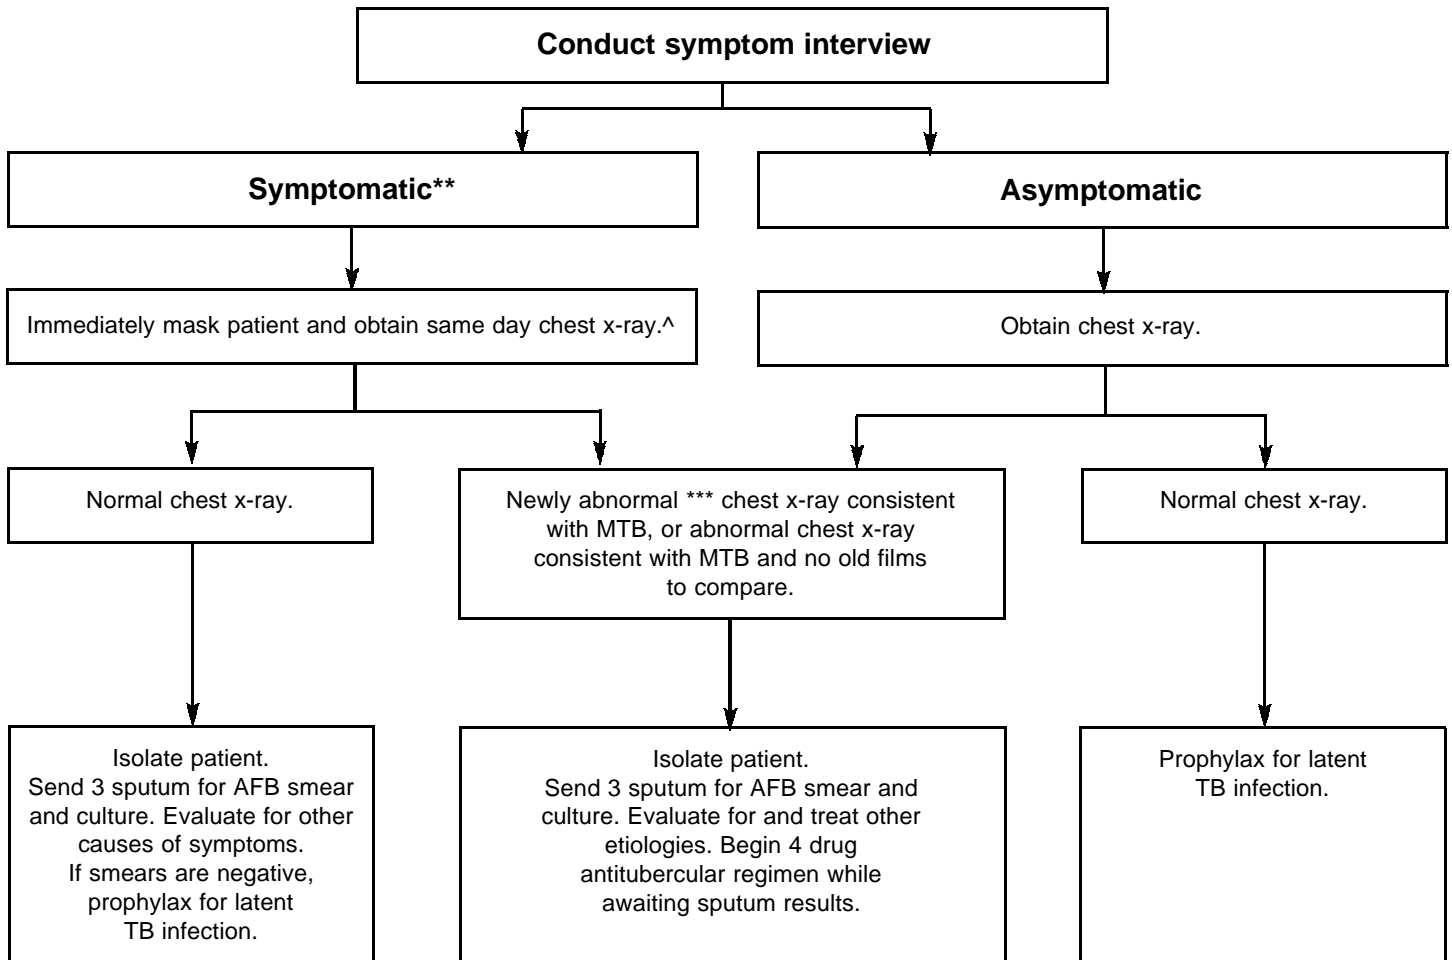 Conduct symptom interview
Symptomatic**
Asymptomatic
Immediately mask patient and obtain same day chest x-ray.^
Obtain chest x-ray.
Normal chest x-ray.
Newly abnormal *** chest x-ray consistent
with MTB, or abnormal chest x-ray
consistent with MTB and no old films
to compare.
Normal chest x-ray.
Isolate patient.
Send 3 sputum for AFB smear
and culture. Evaluate for other
causes of symptoms.
If smears are negative,
prophylax for latent
TB infection.
Isolate patient.
Send 3 sputum for AFB smear and
culture. Evaluate for and treat other
etiologies. Begin 4 drug
antitubercular regimen while
awaiting sputum results.
Prophylax for latent
TB infection.